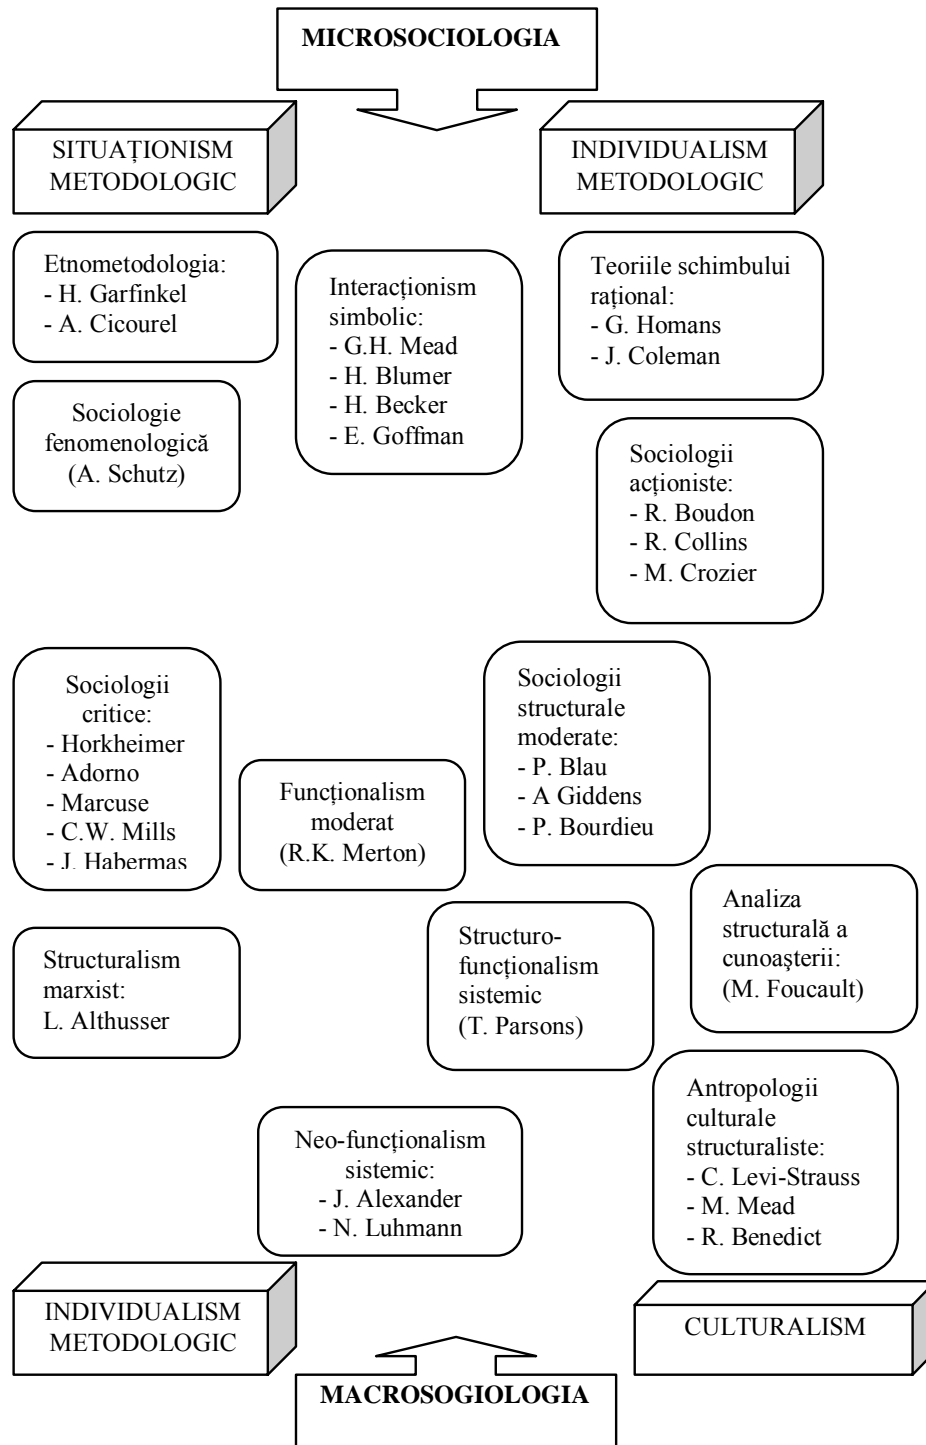 MICROSOCIOLOGIA
SITUAȚIONISM
METODOLOGIC
INDIVIDUALISM
METODOLOGIC
Etnometodologia:
- H. Garfinkel
- A. Cicourel
Interacționism
simbolic:
- G.H. Mead
- H. Blumer
- H. Becker
- E. Goffman
Teoriile schimbului
rațional:
- G. Homans
- J. Coleman
Sociologie
fenomenologică
(A. Schutz)
Sociologii
acționiste:
- R. Boudon
- R. Collins
- M. Crozier
Sociologii
critice:
- Horkheimer
- Adorno
- Marcuse
- C.W. Mills
- J. Habermas
Funcționalism
moderat
(R.K. Merton)
Sociologii
structurale
moderate:
- P. Blau
- A Giddens
- P. Bourdieu
Analiza
structurală a
cunoaşterii:
(M. Foucault)
Structuralism
marxist:
L. Althusser
Structuro-
funcționalism
sistemic
(T. Parsons)
Antropologii
culturale
structuraliste:
- C. Levi-Strauss
- M. Mead
- R. Benedict
Neo-funcționalism
sistemic:
- J. Alexander
- N. Luhmann
INDIVIDUALISM
METODOLOGIC
CULTURALISM
MACROSOGIOLOGIA